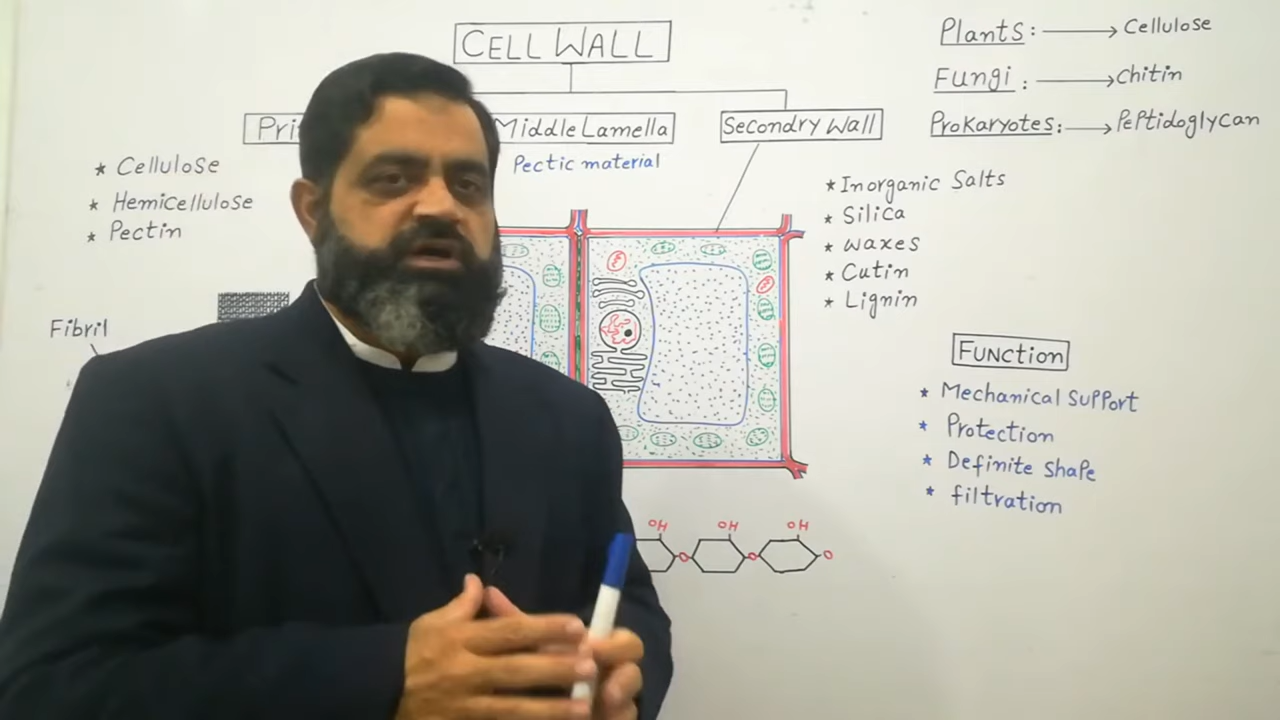 CELL WALL
Plants: → Cellulose
Fungi: → Chitin
Prokaryotes: → Peptidoglycan
Middle Lamella
Secondry Wall
Pectic material
* Cellulose
* Hemicellulose
* Pectin
* Inorganic Salts
* Silica
* waxes
* Cutin
* Lignin
Fibril
Function
* Mechanical support
* Protection
* Definite shape
* filtration
OH OH OH
O O O